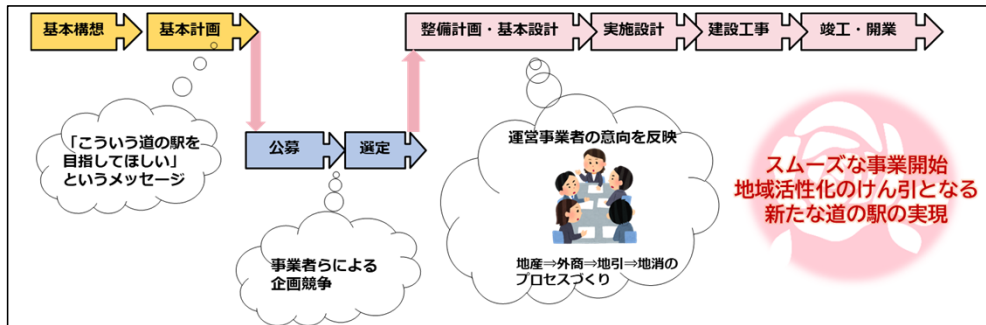 基本構想
基本計画
整備計画・基本設計
実施設計
建設工事
竣工・開業
「こういう道の駅を
目指してほしい」
というメッセージ
公募
選定
事業者らによる
企画競争
運営事業者の意向を反映
地産⇒外商⇒地引⇒地消の
プロセスづくり
スムーズな事業開始
地域活性化のけん引となる
新たな道の駅の実現